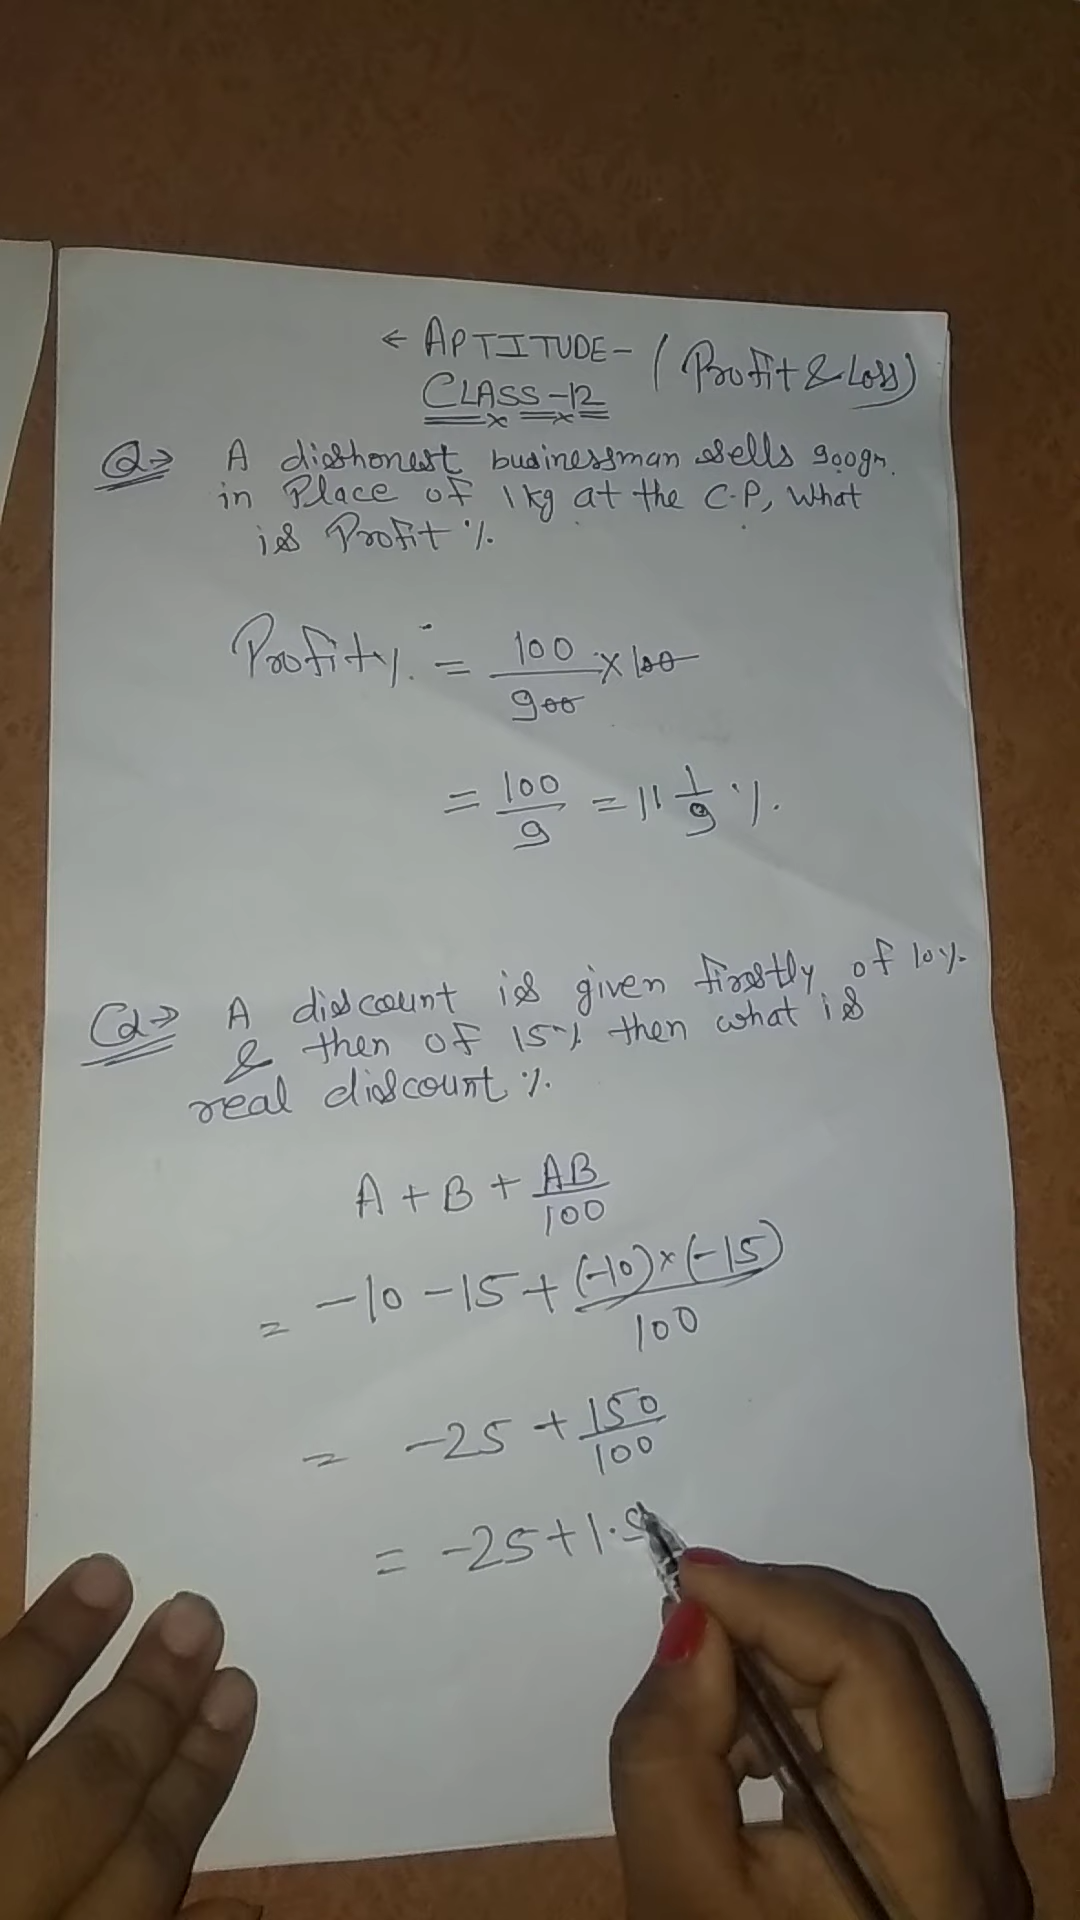 ← APTITUDE - (Profit & Loss)
CLASS-12
Q⇒ A dishonest businessman sells 900gm.
in Place of 1kg at the C.P, What
is Profit %.
Profit% = 100/900 × 100
= 100/9 = 11 1/9 %.
Q⇒ A discount is given firstly of 10%.
& then of 15% then what is
real discount %.
A + B + AB/100
= -10 - 15 + (-10)×(-15)/100
= -25 + 150/100
= -25 + 1.5